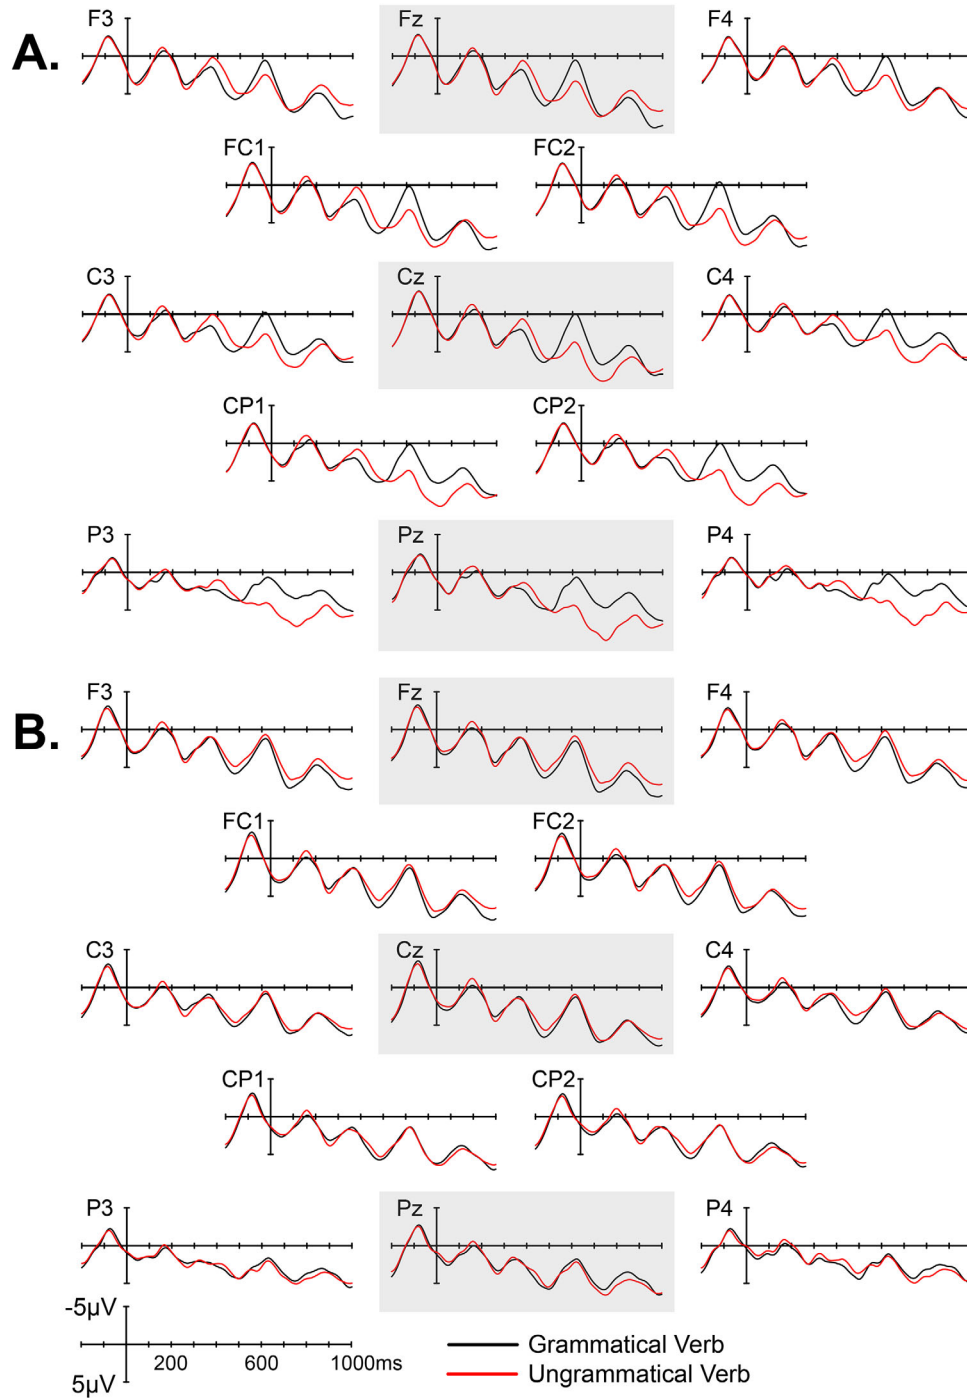 A.
F3 Fz F4
FC1 FC2
C3 Cz C4
CP1 CP2
P3 Pz P4
B.
F3 Fz F4
FC1 FC2
C3 Cz C4
CP1 CP2
P3 Pz P4
-5µV
200 600 1000ms
5µV
Grammatical Verb
Ungrammatical Verb